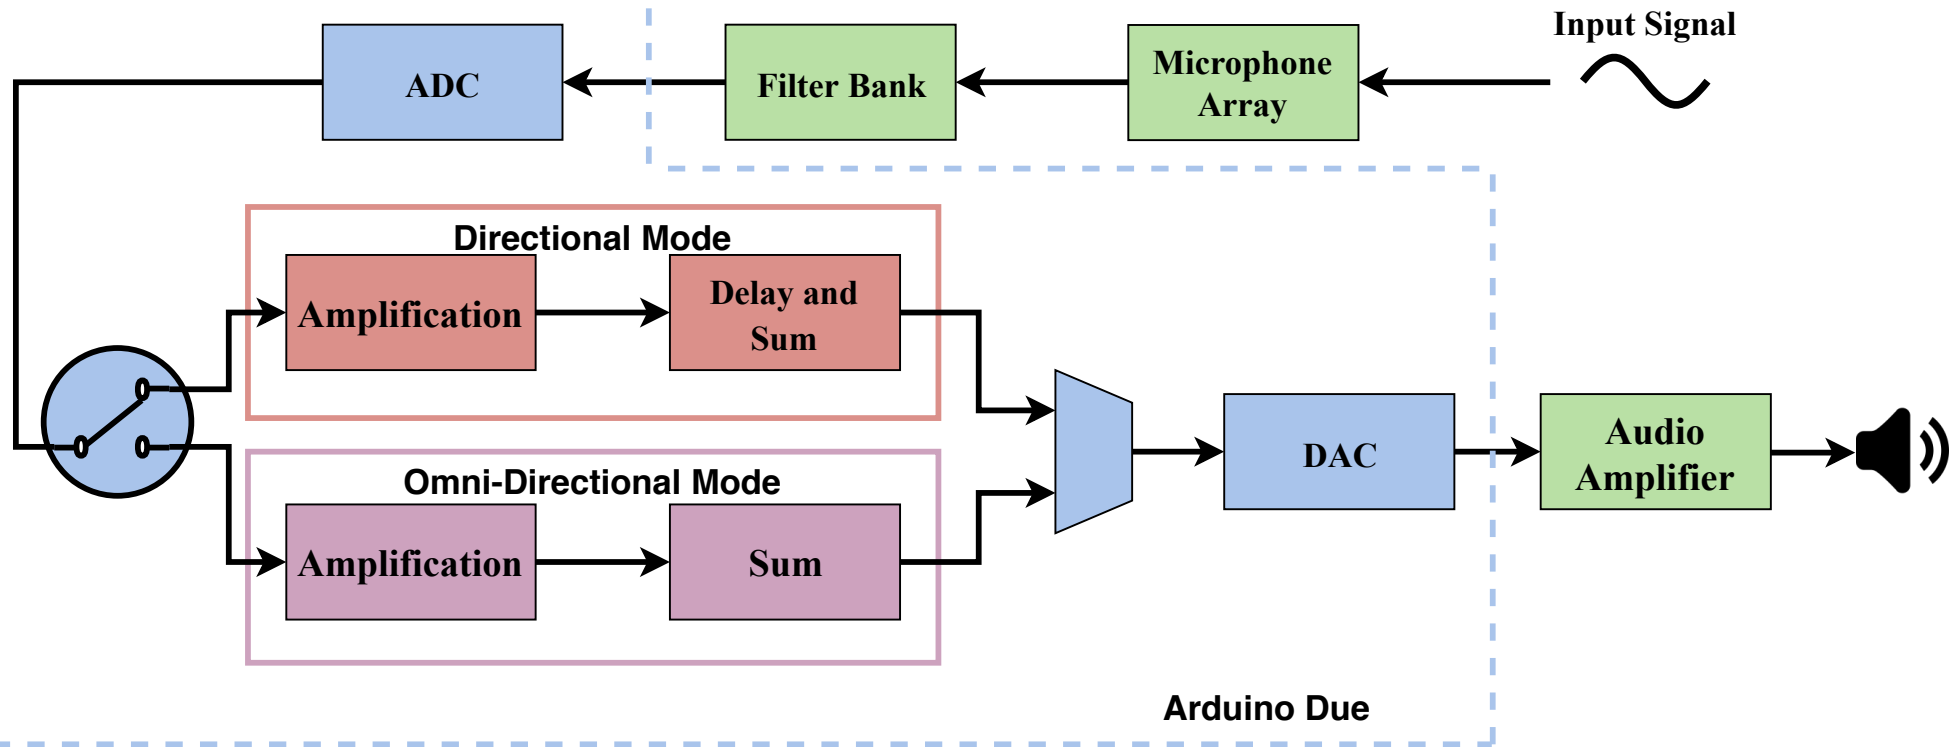 Input Signal
ADC
Filter Bank
Microphone
Array
Directional Mode
Amplification
Delay and
Sum
Omni-Directional Mode
Amplification
Sum
DAC
Audio
Amplifier
Arduino Due